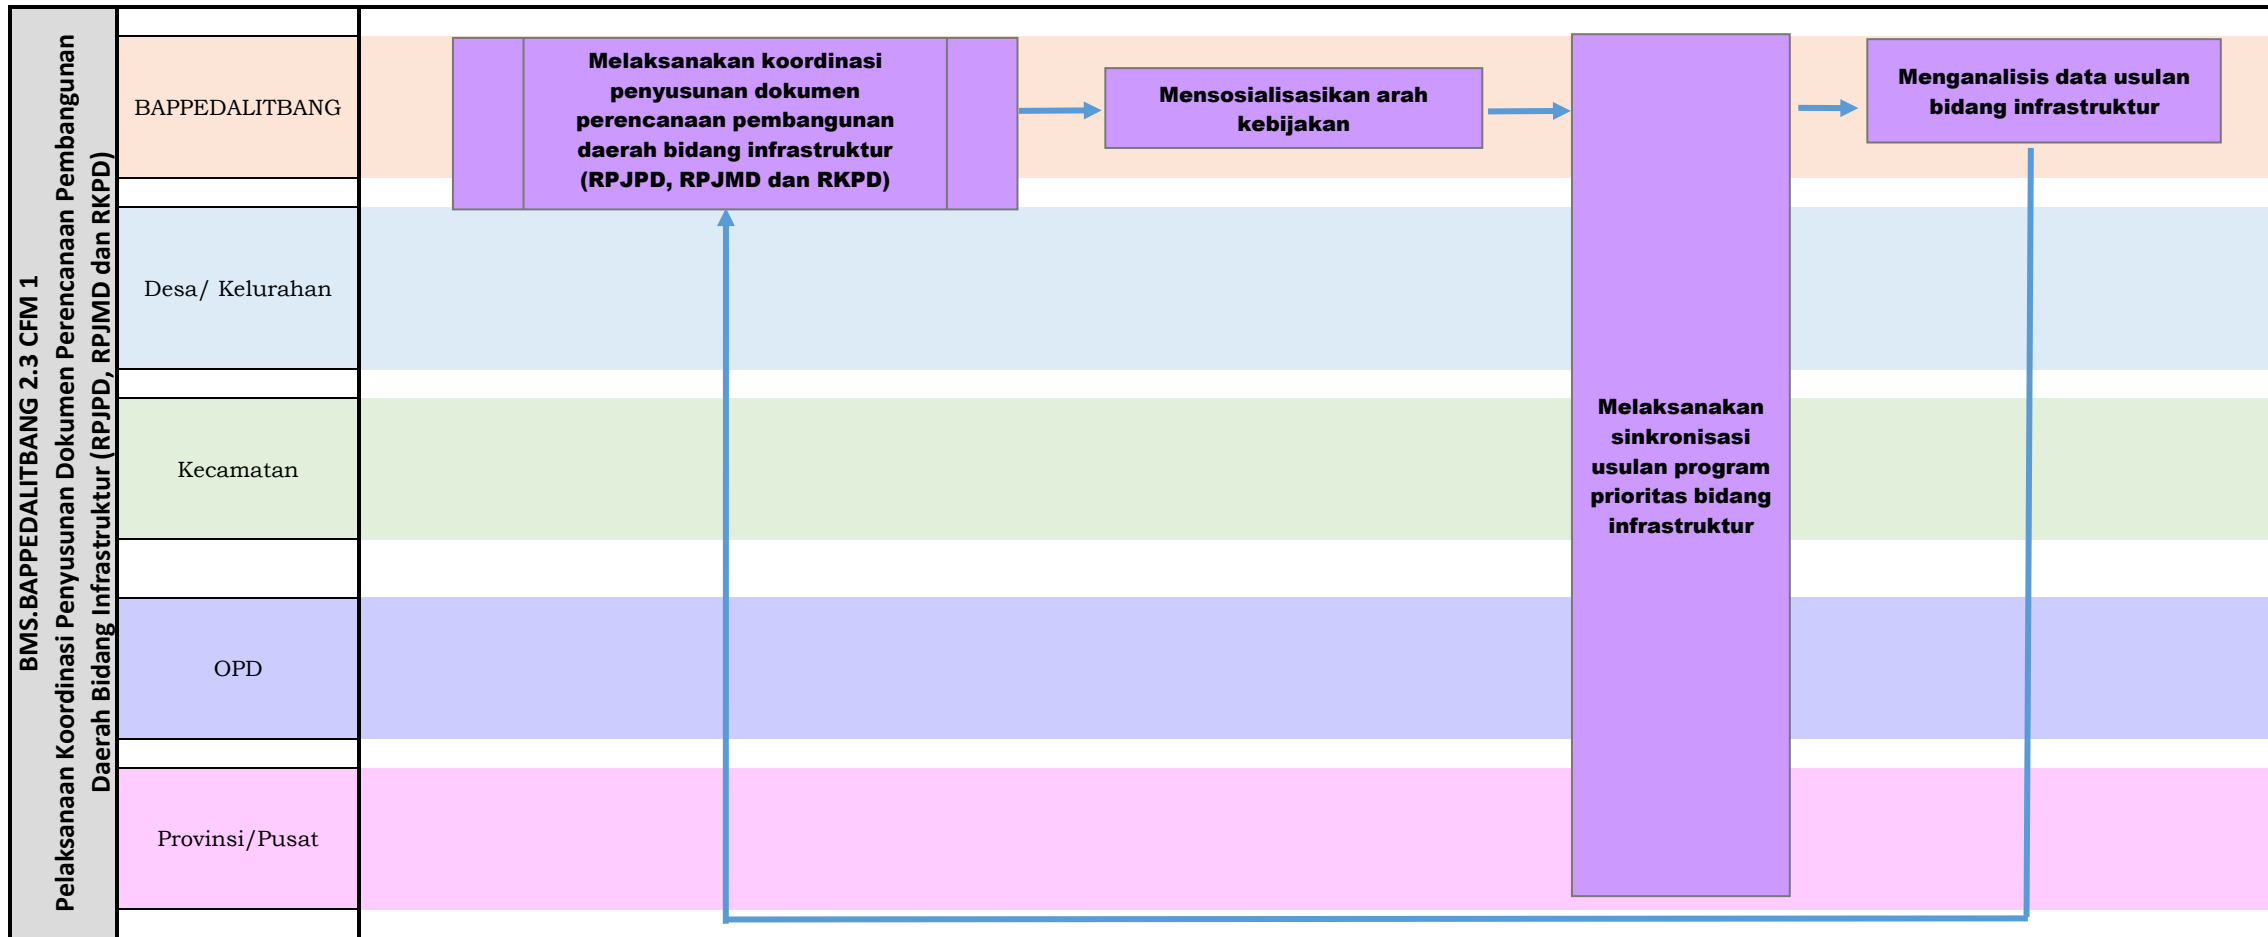 BMS.BAPPEDALITBANG 2.3 CFM 1
Pelaksanaan Koordinasi Penyusunan Dokumen Perencanaan Pembangunan
Daerah Bidang Infrastruktur (RPJPD, RPJMD dan RKPD)
BAPPEDALITBANG
Melaksanakan koordinasi
penyusunan dokumen
perencanaan pembangunan
daerah bidang infrastruktur
(RPJPD, RPJMD dan RKPD)
Mensosialisasikan arah
kebijakan
Menganalisis data usulan
bidang infrastruktur
Desa/ Kelurahan
Kecamatan
Melaksanakan
sinkronisasi
usulan program
prioritas bidang
infrastruktur
OPD
Provinsi/Pusat